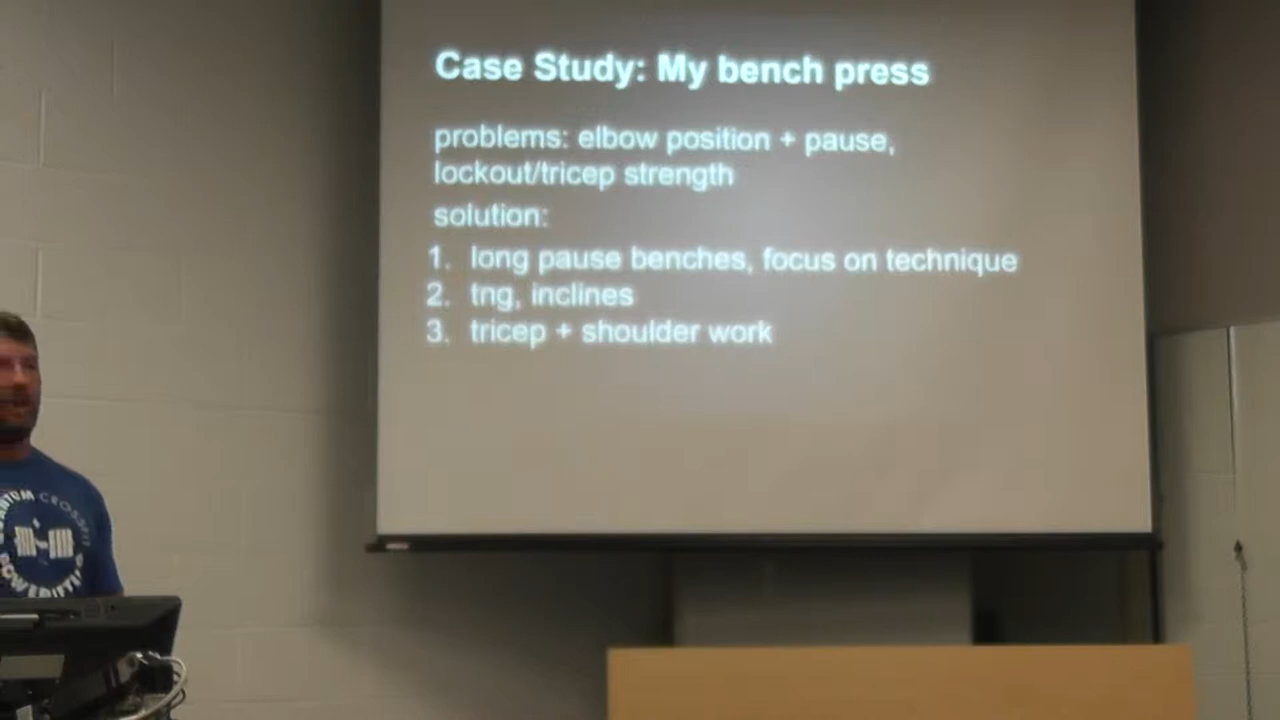 Case Study: My bench press
problems: elbow position + pause,
lockout/tricep strength
solution:
1. long pause benches, focus on technique
2. tng, inclines
3. tricep + shoulder work